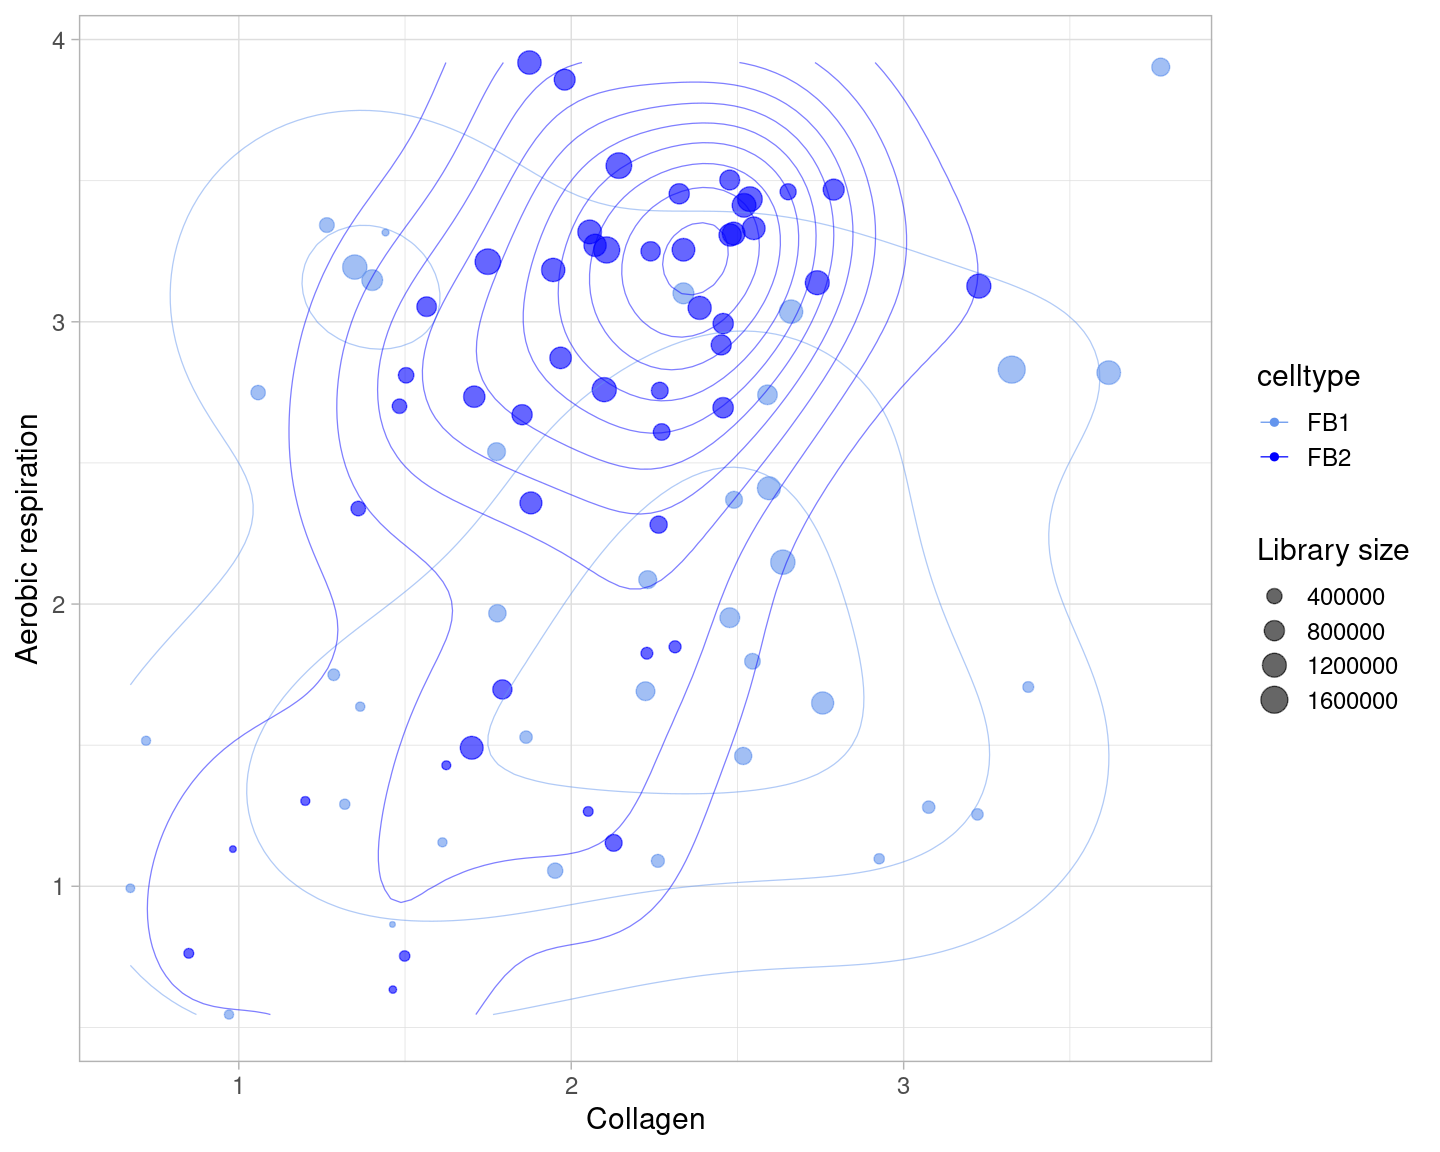 4
3
2
1
Aerobic respiration
1
2
3
Collagen
celltype
FB1
FB2
Library size
400000
800000
1200000
1600000